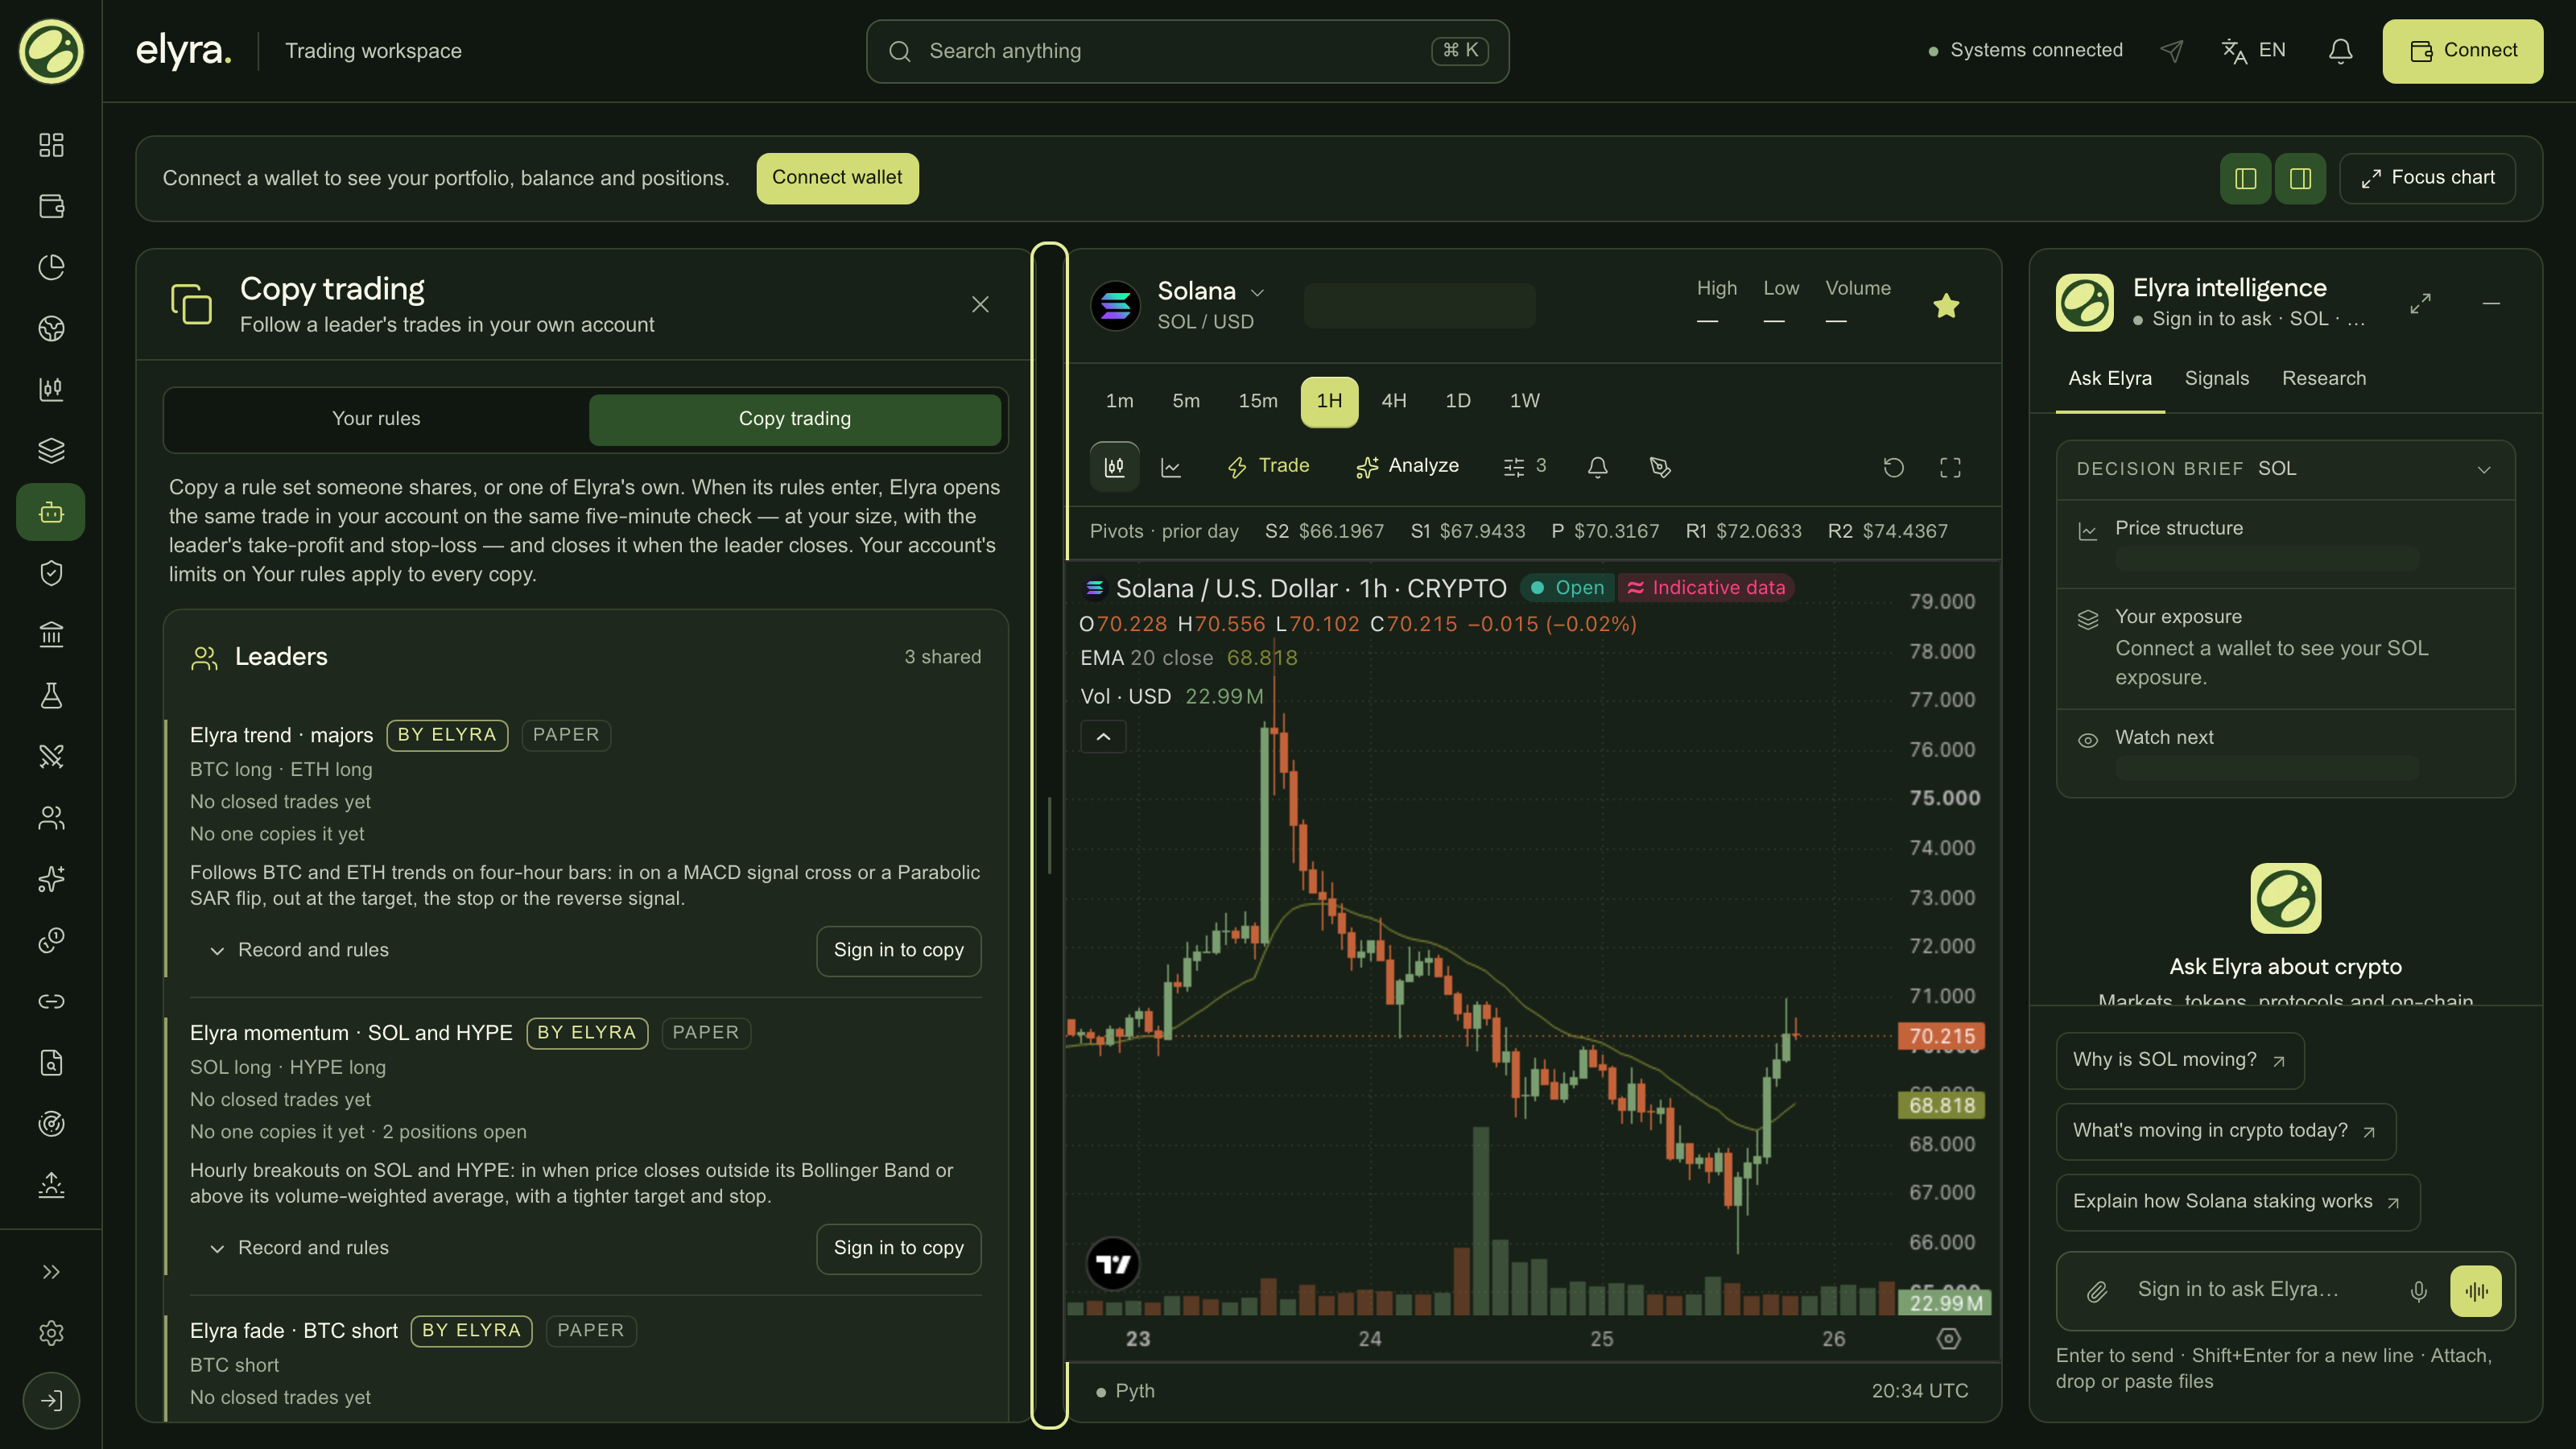 elyra.
Trading workspace
Search anything
⌘ K
Systems connected
EN
Connect
Connect a wallet to see your portfolio, balance and positions.
Connect wallet
Focus chart
Copy trading
Follow a leader's trades in your own account
Your rules
Copy trading
Copy a rule set someone shares, or one of Elyra's own. When its rules enter, Elyra opens
the same trade in your account on the same five-minute check — at your size, with the
leader's take-profit and stop-loss — and closes it when the leader closes. Your account's
limits on Your rules apply to every copy.
Leaders
3 shared
Elyra trend · majors BY ELYRA PAPER
BTC long · ETH long
No closed trades yet
No one copies it yet
Follows BTC and ETH trends on four-hour bars: in on a MACD signal cross or a Parabolic
SAR flip, out at the target, the stop or the reverse signal.
Record and rules
Sign in to copy
Elyra momentum · SOL and HYPE BY ELYRA PAPER
SOL long · HYPE long
No closed trades yet
No one copies it yet · 2 positions open
Hourly breakouts on SOL and HYPE: in when price closes outside its Bollinger Band or
above its volume-weighted average, with a tighter target and stop.
Record and rules
Sign in to copy
Elyra fade · BTC short BY ELYRA PAPER
BTC short
No closed trades yet
Solana
SOL / USD
High Low Volume
— — —
1m 5m 15m 1H 4H 1D 1W
Trade Analyze 3
Pivots · prior day S2 $66.1967 S1 $67.9433 P $70.3167 R1 $72.0633 R2 $74.4367
Solana / U.S. Dollar · 1h · CRYPTO Open Indicative data
O70.228 H70.556 L70.102 C70.215 −0.015 (−0.02%)
EMA 20 close 68.818
Vol · USD 22.99 M
79.000
78.000
77.000
76.000
75.000
74.000
73.000
72.000
71.000
70.215
68.818
68.000
67.000
66.000
22.99 M
23 24 25 26
Pyth
20:34 UTC
Elyra intelligence
Sign in to ask · SOL · …
Ask Elyra Signals Research
DECISION BRIEF SOL
Price structure
Your exposure
Connect a wallet to see your SOL
exposure.
Watch next
Ask Elyra about crypto
Markets, tokens, protocols and on-chain
Why is SOL moving?
What's moving in crypto today?
Explain how Solana staking works
Sign in to ask Elyra…
Enter to send · Shift+Enter for a new line · Attach,
drop or paste files